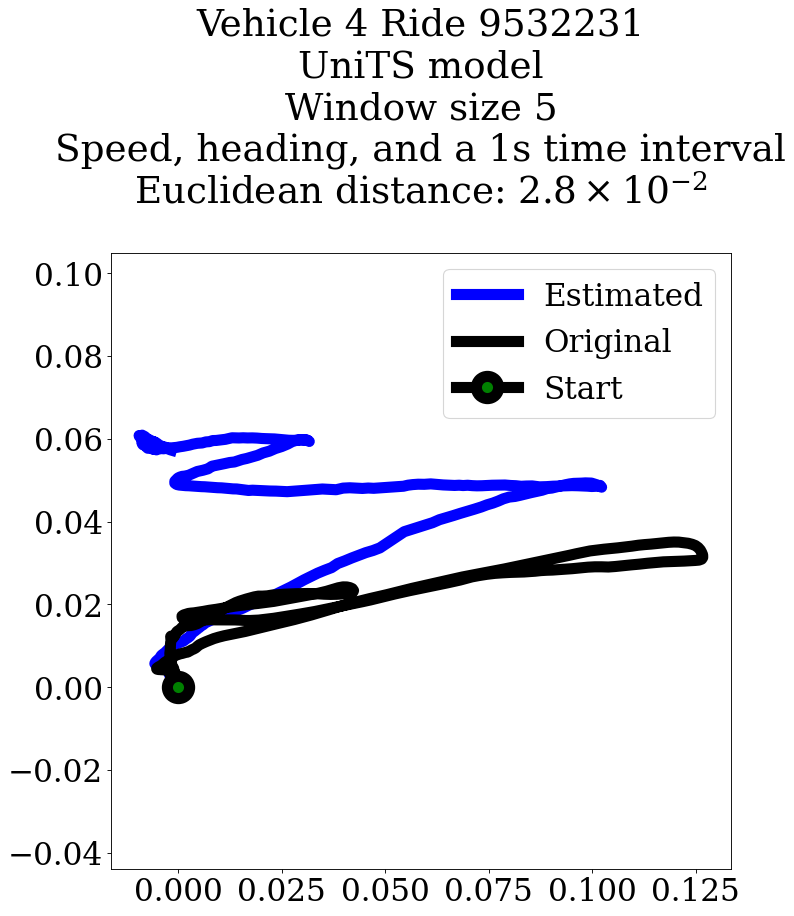 Vehicle 4 Ride 9532231
UniTS model
Window size 5
Speed, heading, and a 1s time interval
Euclidean distance: 2.8 × 10⁻²
Estimated
Original
Start
0.10
0.08
0.06
0.04
0.02
0.00
−0.02
−0.04
0.000 0.025 0.050 0.075 0.100 0.125